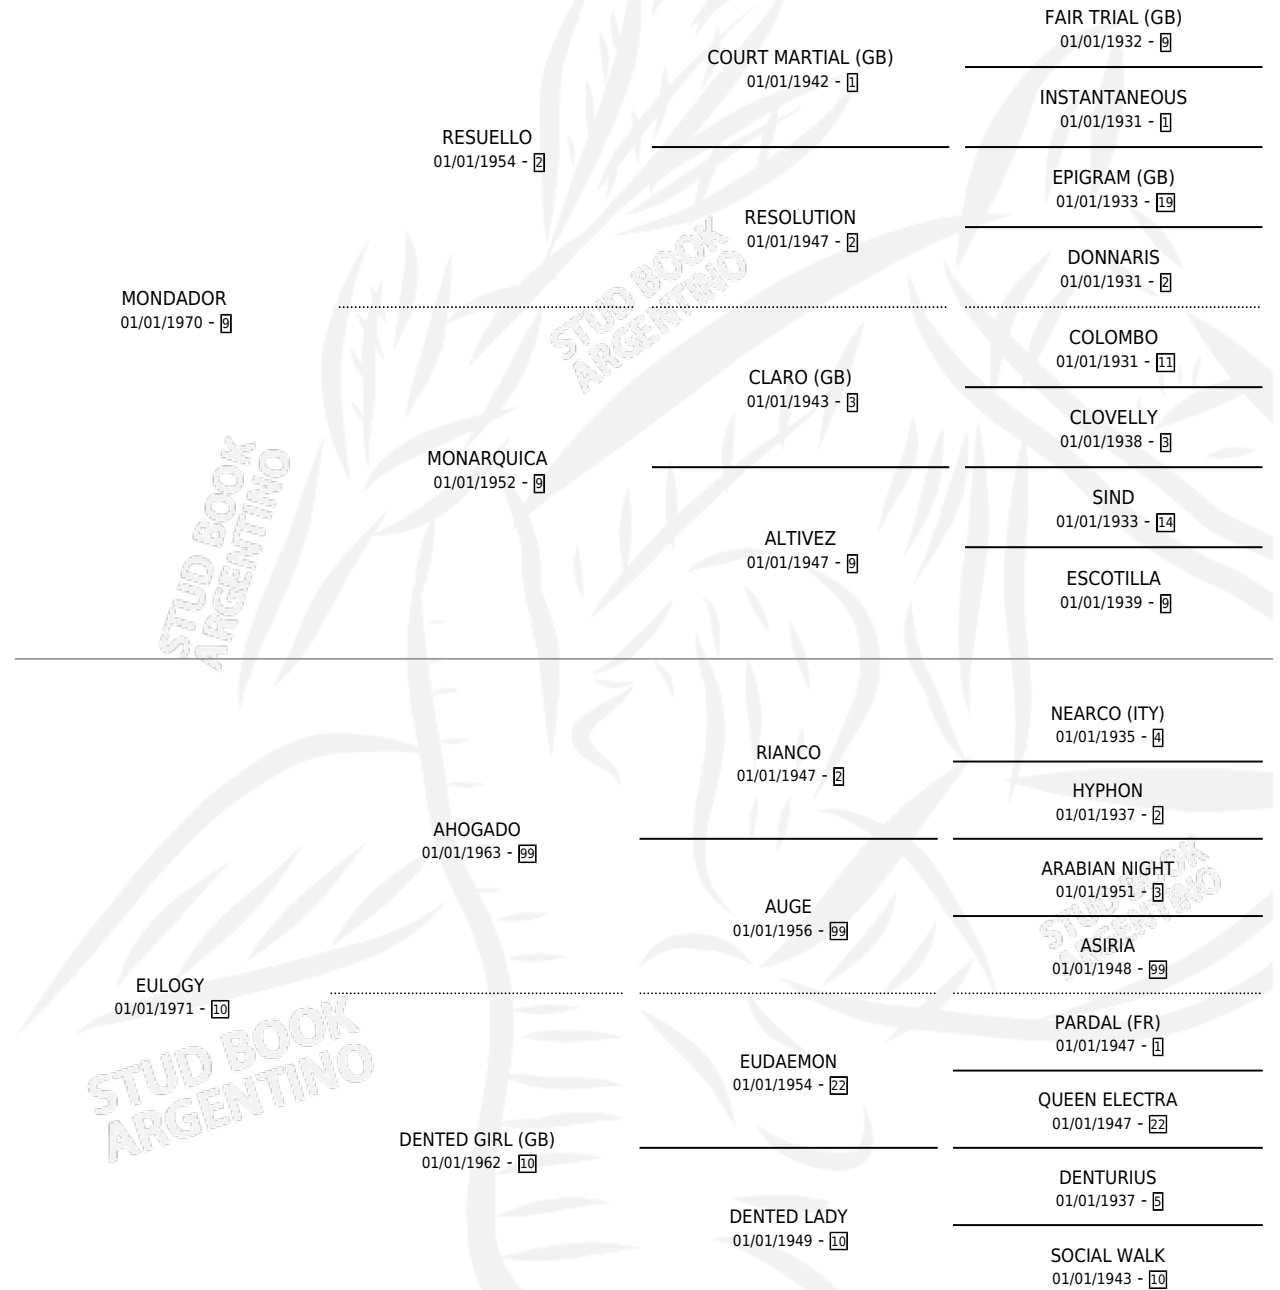 FAIR TRIAL (GB)
01/01/1932 - 9
COURT MARTIAL (GB)
01/01/1942 - 1
INSTANTANEOUS
01/01/1931 - 1
RESUELLO
01/01/1954 - 2
EPIGRAM (GB)
01/01/1933 - 19
RESOLUTION
01/01/1947 - 2
DONNARIS
01/01/1931 - 2
MONDADOR
01/01/1970 - 9
COLOMBO
01/01/1931 - 11
CLARO (GB)
01/01/1943 - 3
CLOVELLY
01/01/1938 - 3
MONARQUICA
01/01/1952 - 9
SIND
01/01/1933 - 14
ALTIVEZ
01/01/1947 - 9
ESCOTILLA
01/01/1939 - 9
NEARCO (ITY)
01/01/1935 - 4
RIANCO
01/01/1947 - 2
HYPHON
01/01/1937 - 2
AHOGADO
01/01/1963 - 99
ARABIAN NIGHT
01/01/1951 - 3
AUGE
01/01/1956 - 99
ASIRIA
01/01/1948 - 99
EULOGY
01/01/1971 - 10
PARDAL (FR)
01/01/1947 - 1
EUDAEMON
01/01/1954 - 22
QUEEN ELECTRA
01/01/1947 - 22
DENTED GIRL (GB)
01/01/1962 - 10
DENTURIUS
01/01/1937 - 5
DENTED LADY
01/01/1949 - 10
SOCIAL WALK
01/01/1943 - 10
STUD BOOK
ARGENTINO
STUD BOOK
ARGENTINO
STUD BOOK
ARGENTINO
STUD BOOK
ARGENTINO